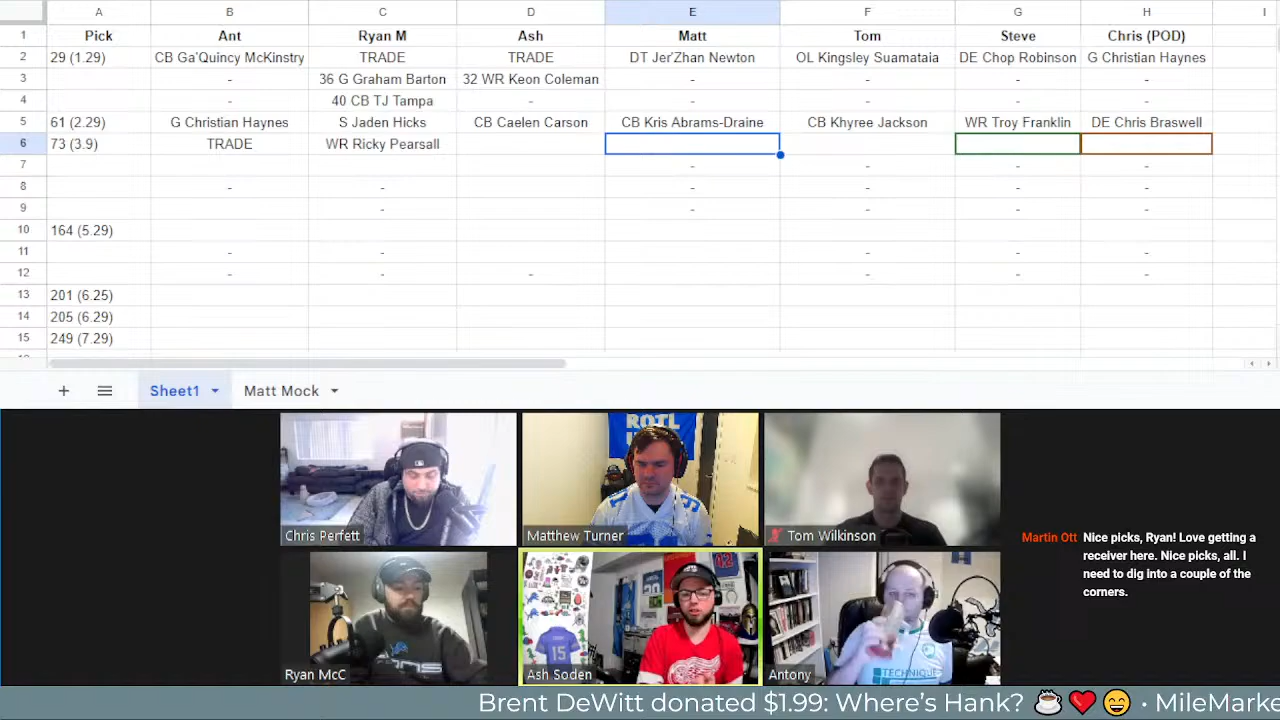 A B C D E F G H I
1 Pick Ant Ryan M Ash Matt Tom Steve Chris (POD)
2 29 (1.29) CB Ga'Quincy McKinstry TRADE TRADE DT Jer'Zhan Newton OL Kingsley Suamataia DE Chop Robinson G Christian Haynes
3 - 36 G Graham Barton 32 WR Keon Coleman - - - -
4 - 40 CB TJ Tampa - - - - -
5 61 (2.29) G Christian Haynes S Jaden Hicks CB Caelen Carson CB Kris Abrams-Draine CB Khyree Jackson WR Troy Franklin DE Chris Braswell
6 73 (3.9) TRADE WR Ricky Pearsall
7 - - - -
8 - - - - - -
9 - - - - -
10 164 (5.29)
11 - - - - -
12 - - - - - -
13 201 (6.25)
14 205 (6.29)
15 249 (7.29)
Sheet1 Matt Mock
ROTL
Chris Perfett
Matthew Turner
Tom Wilkinson
Martin Ott Nice picks, Ryan! Love getting a
receiver here. Nice picks, all. I
need to dig into a couple of the
corners.
15
TECHNIQUE
Ryan McC
Ash Soden
Antony
Brent DeWitt donated $1.99: Where's Hank? ☕❤️😄 • MileMarke